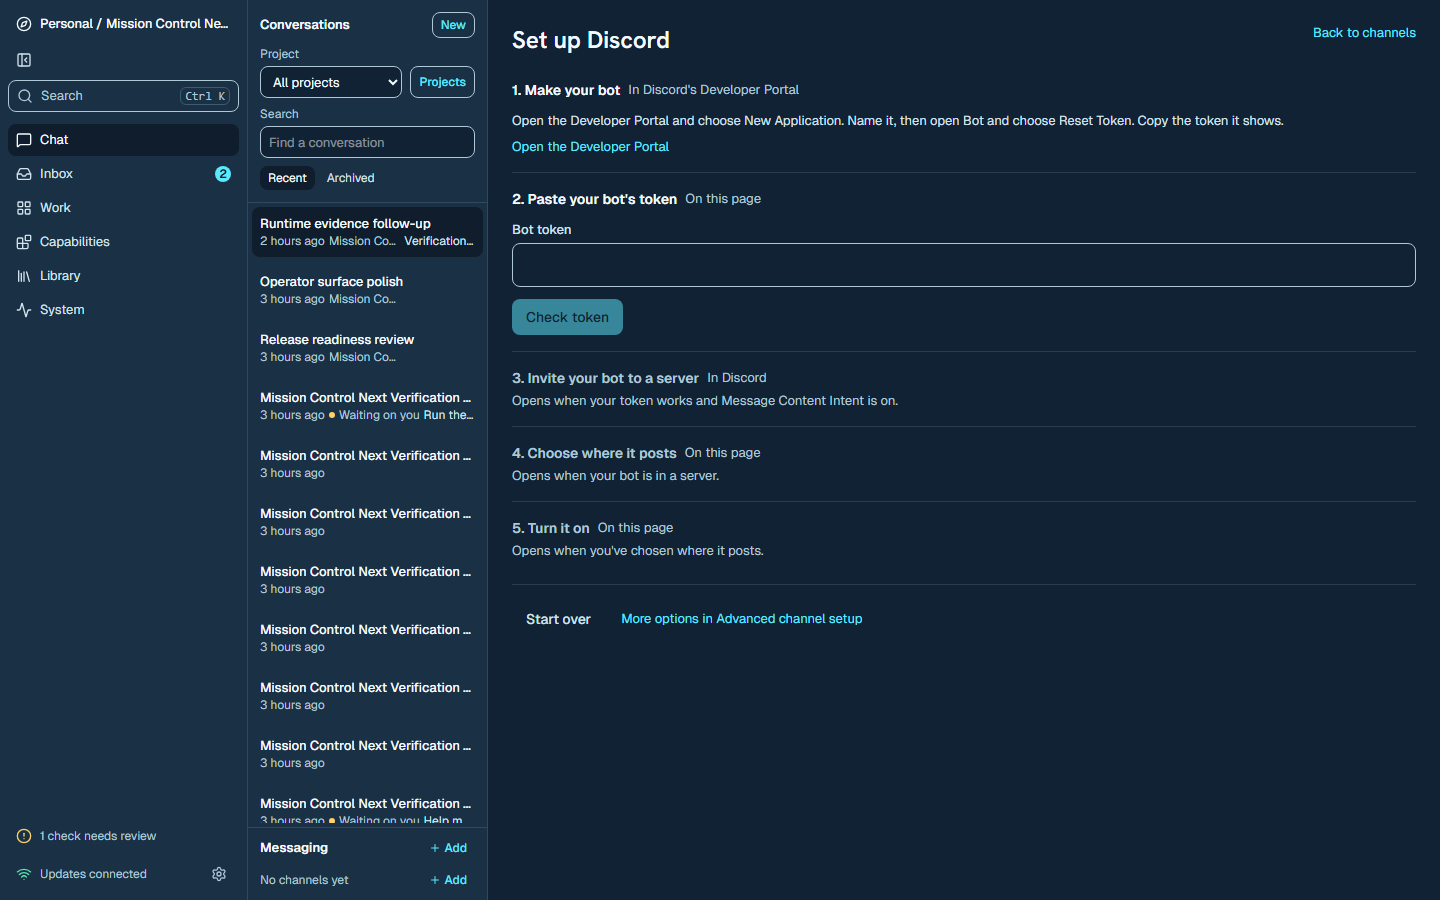 Personal / Mission Control Ne...
Search
Ctrl K
Chat
Inbox
2
Work
Capabilities
Library
System
1 check needs review
Updates connected
Conversations
New
Project
All projects
Projects
Search
Find a conversation
Recent
Archived
Runtime evidence follow-up
2 hours ago Mission Co... Verification...
Operator surface polish
3 hours ago Mission Co...
Release readiness review
3 hours ago Mission Co...
Mission Control Next Verification ...
3 hours ago Waiting on you Run the...
Mission Control Next Verification ...
3 hours ago
Mission Control Next Verification ...
3 hours ago
Mission Control Next Verification ...
3 hours ago
Mission Control Next Verification ...
3 hours ago
Mission Control Next Verification ...
3 hours ago
Mission Control Next Verification ...
3 hours ago
Mission Control Next Verification ...
3 hours ago Waiting on you Help m...
Messaging
+ Add
No channels yet
+ Add
Set up Discord
Back to channels
1. Make your bot In Discord's Developer Portal
Open the Developer Portal and choose New Application. Name it, then open Bot and choose Reset Token. Copy the token it shows.
Open the Developer Portal
2. Paste your bot's token On this page
Bot token
Check token
3. Invite your bot to a server In Discord
Opens when your token works and Message Content Intent is on.
4. Choose where it posts On this page
Opens when your bot is in a server.
5. Turn it on On this page
Opens when you've chosen where it posts.
Start over
More options in Advanced channel setup